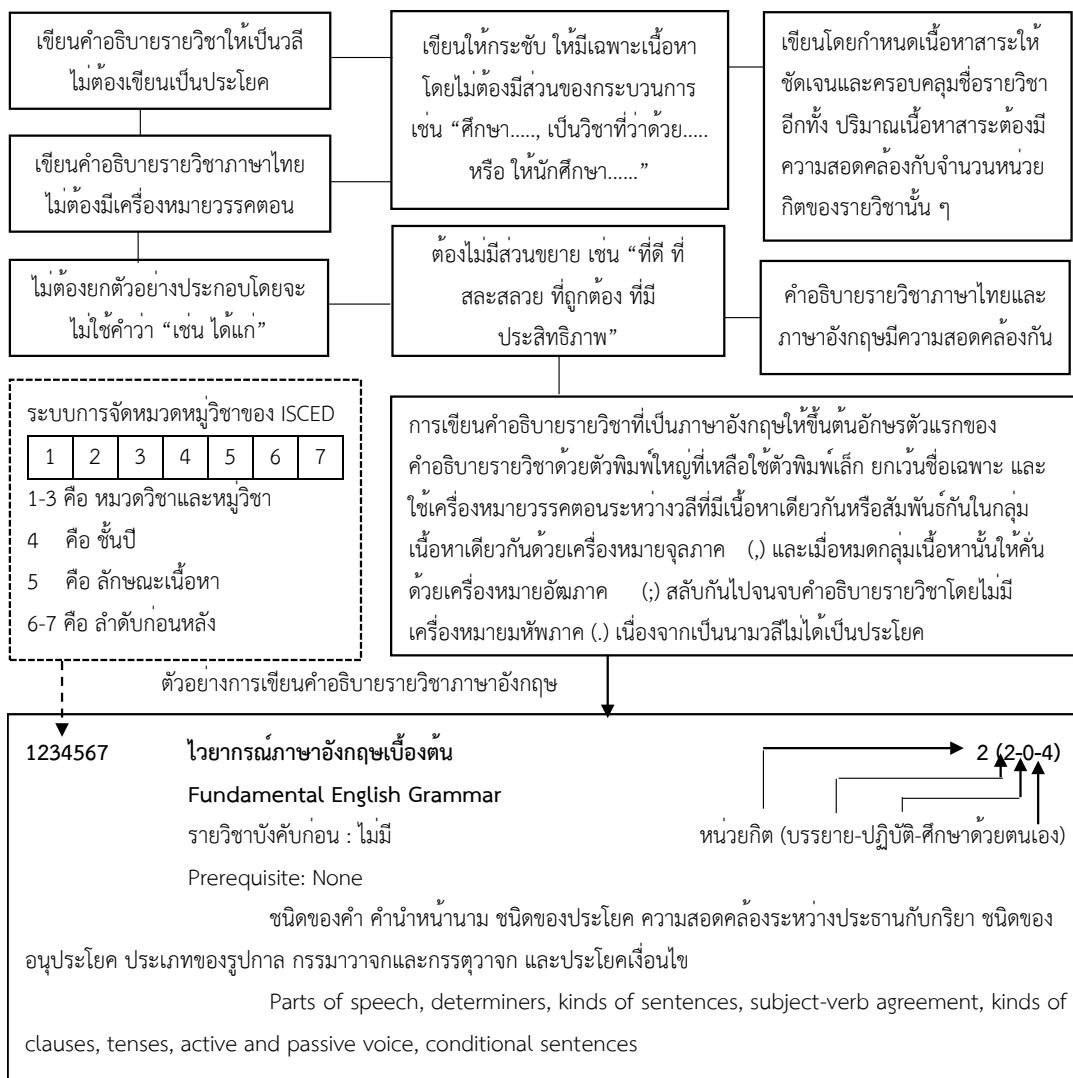 เขียนคำอธิบายรายวิชาให้เป็นวลี
ไม่ต้องเขียนเป็นประโยค
เขียนให้กระชับ ให้มีเฉพาะเนื้อหา
โดยไม่ต้องมีส่วนของกระบวนการ
เช่น “ศึกษา....., เป็นวิชาที่ว่าด้วย.....
หรือ ให้นักศึกษา......”
เขียนโดยกำหนดเนื้อหาสาระให้
ชัดเจนและครอบคลุมชื่อรายวิชา
อีกทั้ง ปริมาณเนื้อหาสาระต้องมี
ความสอดคล้องกับจำนวนหน่วย
กิตของรายวิชานั้น ๆ
เขียนคำอธิบายรายวิชาภาษาไทย
ไม่ต้องมีเครื่องหมายวรรคตอน
ไม่ต้องยกตัวอย่างประกอบโดยจะ
ไม่ใช้คำว่า “เช่น ได้แก่”
ต้องไม่มีส่วนขยาย เช่น “ที่ดี ที่
สละสลวย ที่ถูกต้อง ที่มี
ประสิทธิภาพ”
คำอธิบายรายวิชาภาษาไทยและ
ภาษาอังกฤษมีความสอดคล้องกัน
ระบบการจัดหมวดหมู่วิชาของ ISCED
1 2 3 4 5 6 7
1-3 คือ หมวดวิชาและหมู่วิชา
4 คือ ชั้นปี
5 คือ ลักษณะเนื้อหา
6-7 คือ ลำดับก่อนหลัง
การเขียนคำอธิบายรายวิชาที่เป็นภาษาอังกฤษให้ขึ้นต้นอักษรตัวแรกของ
คำอธิบายรายวิชาด้วยตัวพิมพ์ใหญ่ที่เหลือใช้ตัวพิมพ์เล็ก ยกเว้นชื่อเฉพาะ และ
ใช้เครื่องหมายวรรคตอนระหว่างวลีที่มีเนื้อหาเดียวกันหรือสัมพันธ์กันในกลุ่ม
เนื้อหาเดียวกันด้วยเครื่องหมายจุลภาค (,) และเมื่อหมดกลุ่มเนื้อหานั้นให้คั่น
ด้วยเครื่องหมายอัฒภาค (;) สลับกันไปจนจบคำอธิบายรายวิชาโดยไม่มี
เครื่องหมายมหัพภาค (.) เนื่องจากเป็นนามวลีไม่ได้เป็นประโยค
ตัวอย่างการเขียนคำอธิบายรายวิชาภาษาอังกฤษ
1234567 ไวยากรณ์ภาษาอังกฤษเบื้องต้น 2 (2-0-4)
Fundamental English Grammar
รายวิชาบังคับก่อน : ไม่มี หน่วยกิต (บรรยาย-ปฏิบัติ-ศึกษาด้วยตนเอง)
Prerequisite: None
ชนิดของคำ คำนำหน้านาม ชนิดของประโยค ความสอดคล้องระหว่างประธานกับกริยา ชนิดของ
อนุประโยค ประเภทของรูปกาล กรรมาวาจกและกรรตุวาจก และประโยคเงื่อนไข
Parts of speech, determiners, kinds of sentences, subject-verb agreement, kinds of
clauses, tenses, active and passive voice, conditional sentences